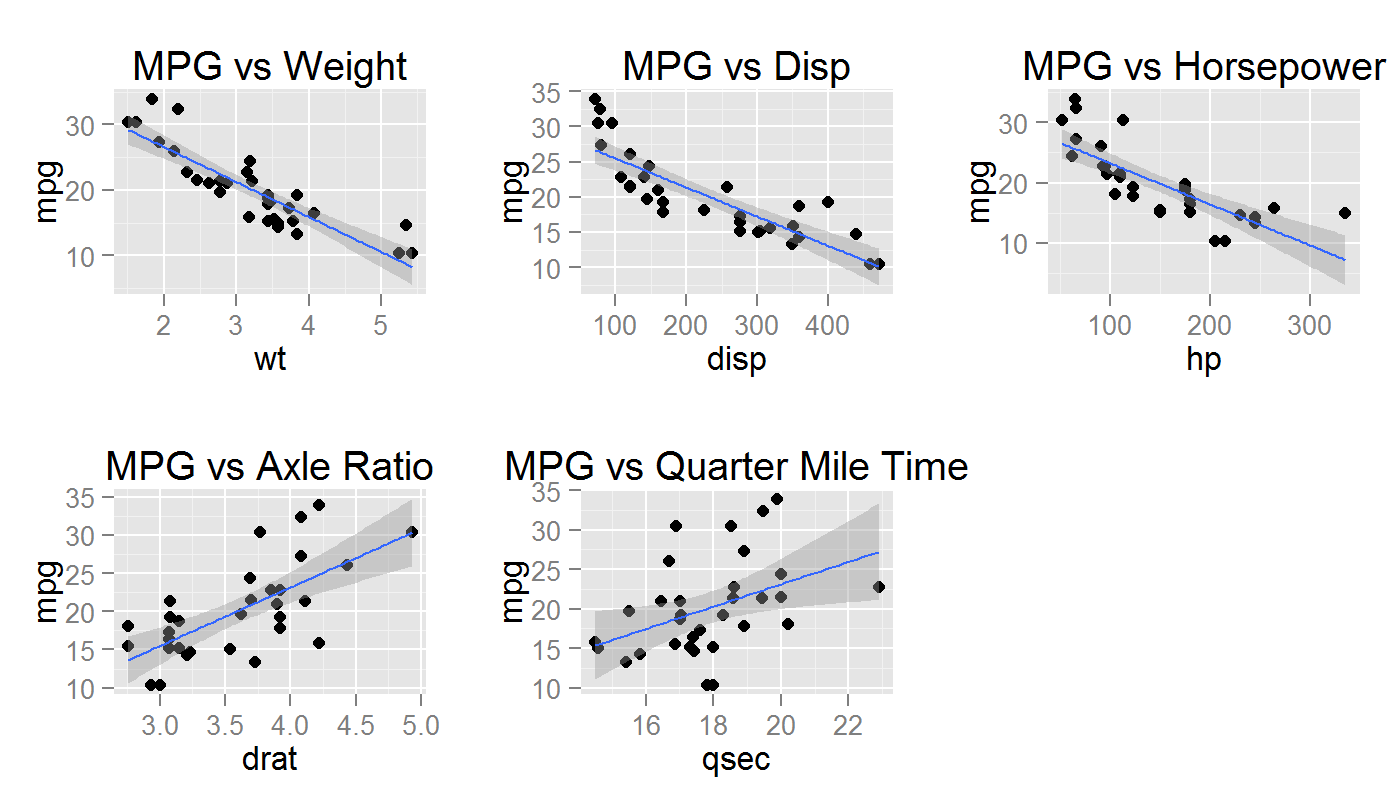 MPG vs Weight
mpg
30
20
10
2 3 4 5
wt
MPG vs Disp
mpg
35
30
25
20
15
10
100 200 300 400
disp
MPG vs Horsepower
mpg
30
20
10
100 200 300
hp
MPG vs Axle Ratio
mpg
35
30
25
20
15
10
3.0 3.5 4.0 4.5 5.0
drat
MPG vs Quarter Mile Time
mpg
35
30
25
20
15
10
16 18 20 22
qsec